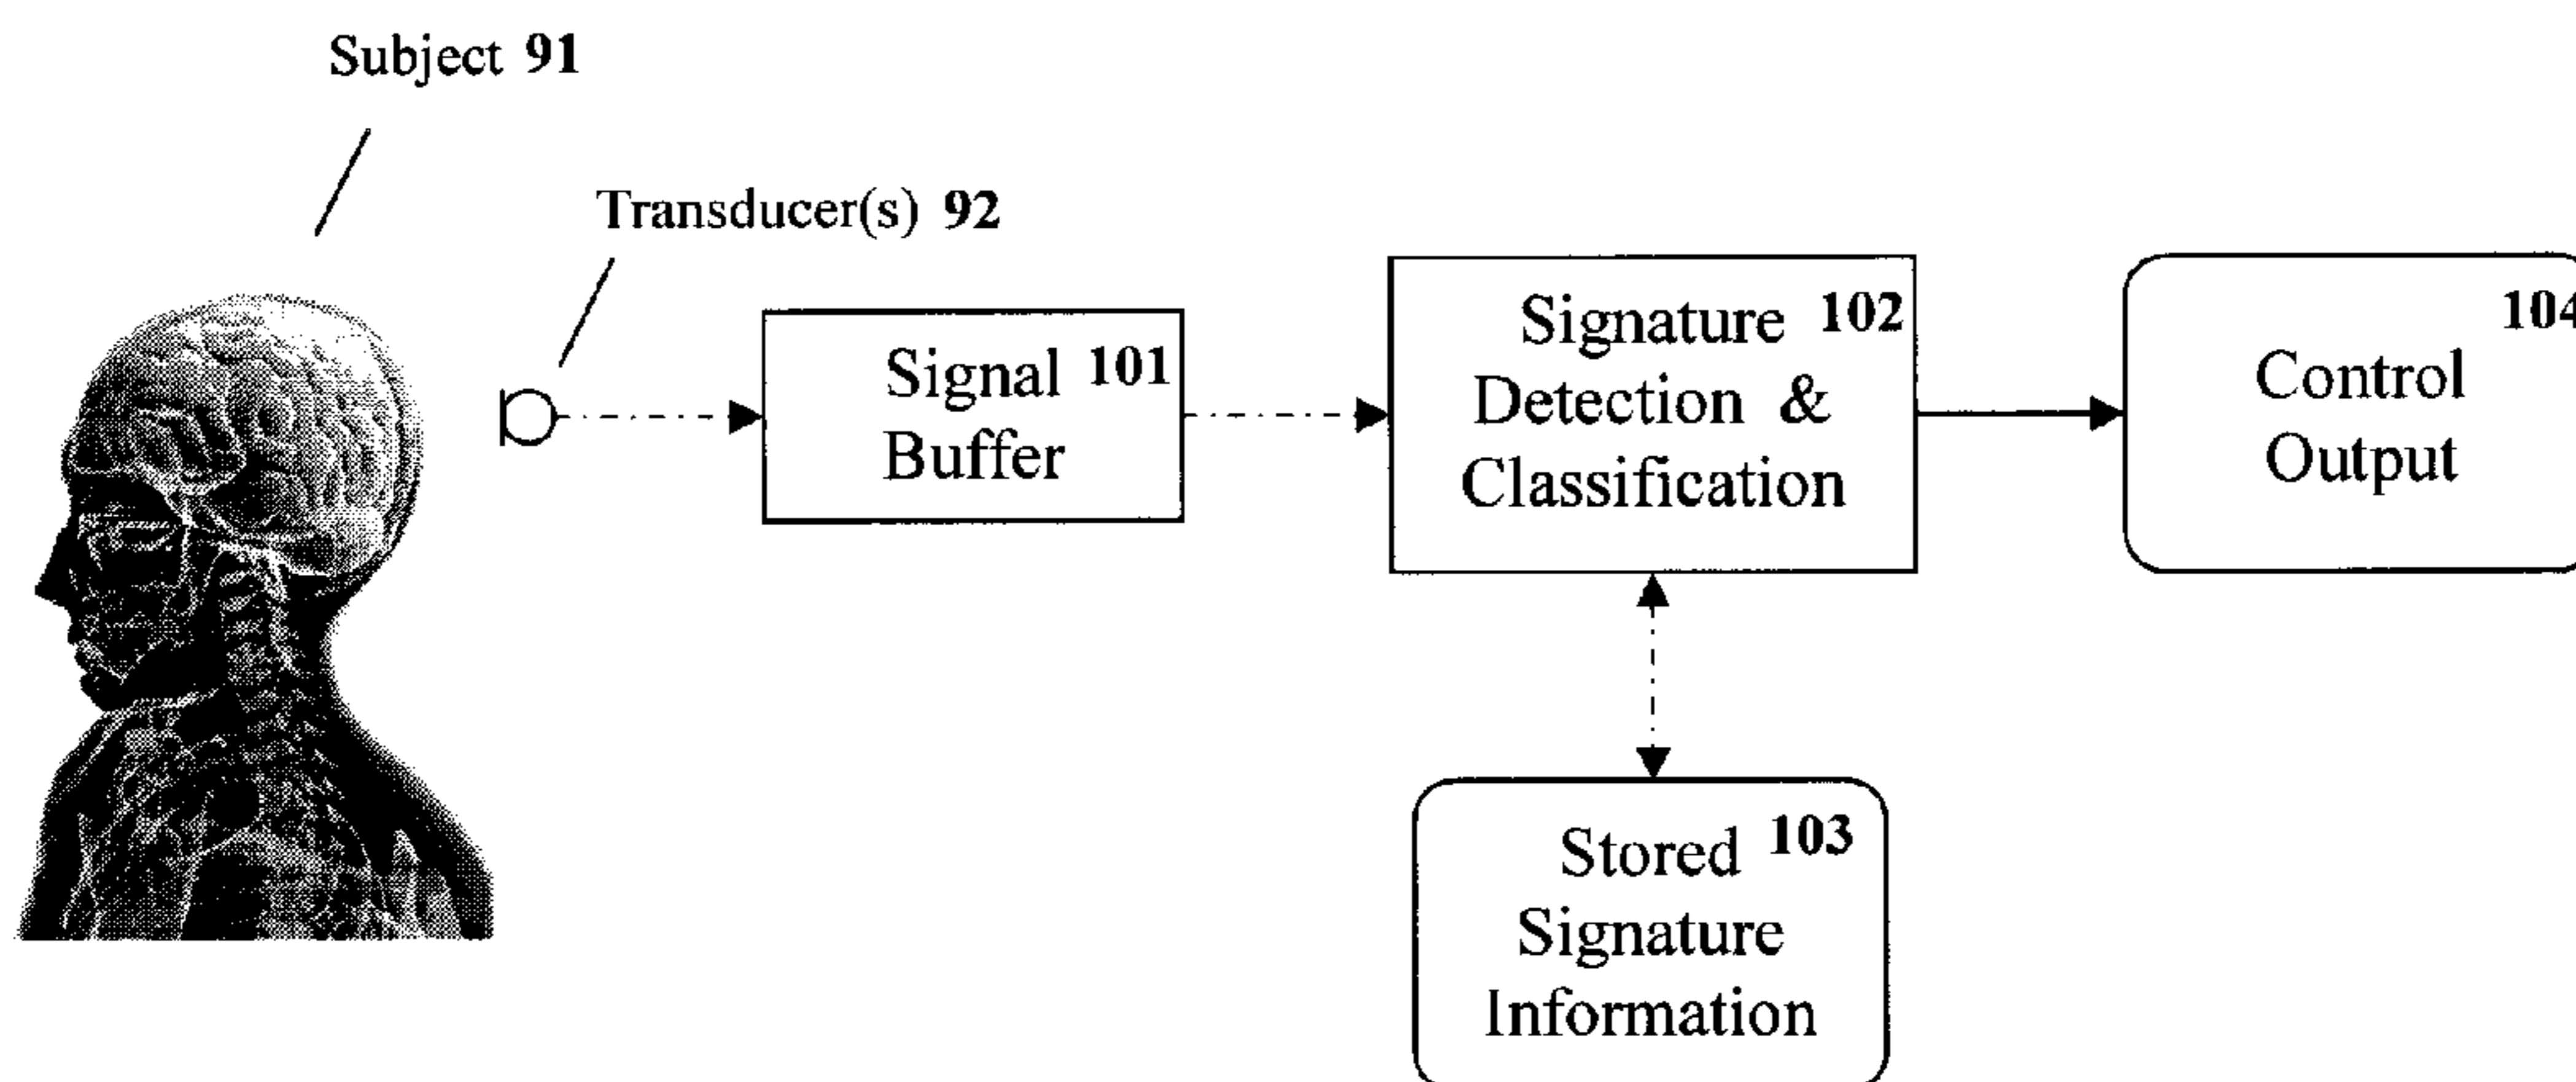 Subject 91
Transducer(s) 92
Signal 101
Buffer
Signature 102
Detection &
Classification
104
Control
Output
Stored 103
Signature
Information